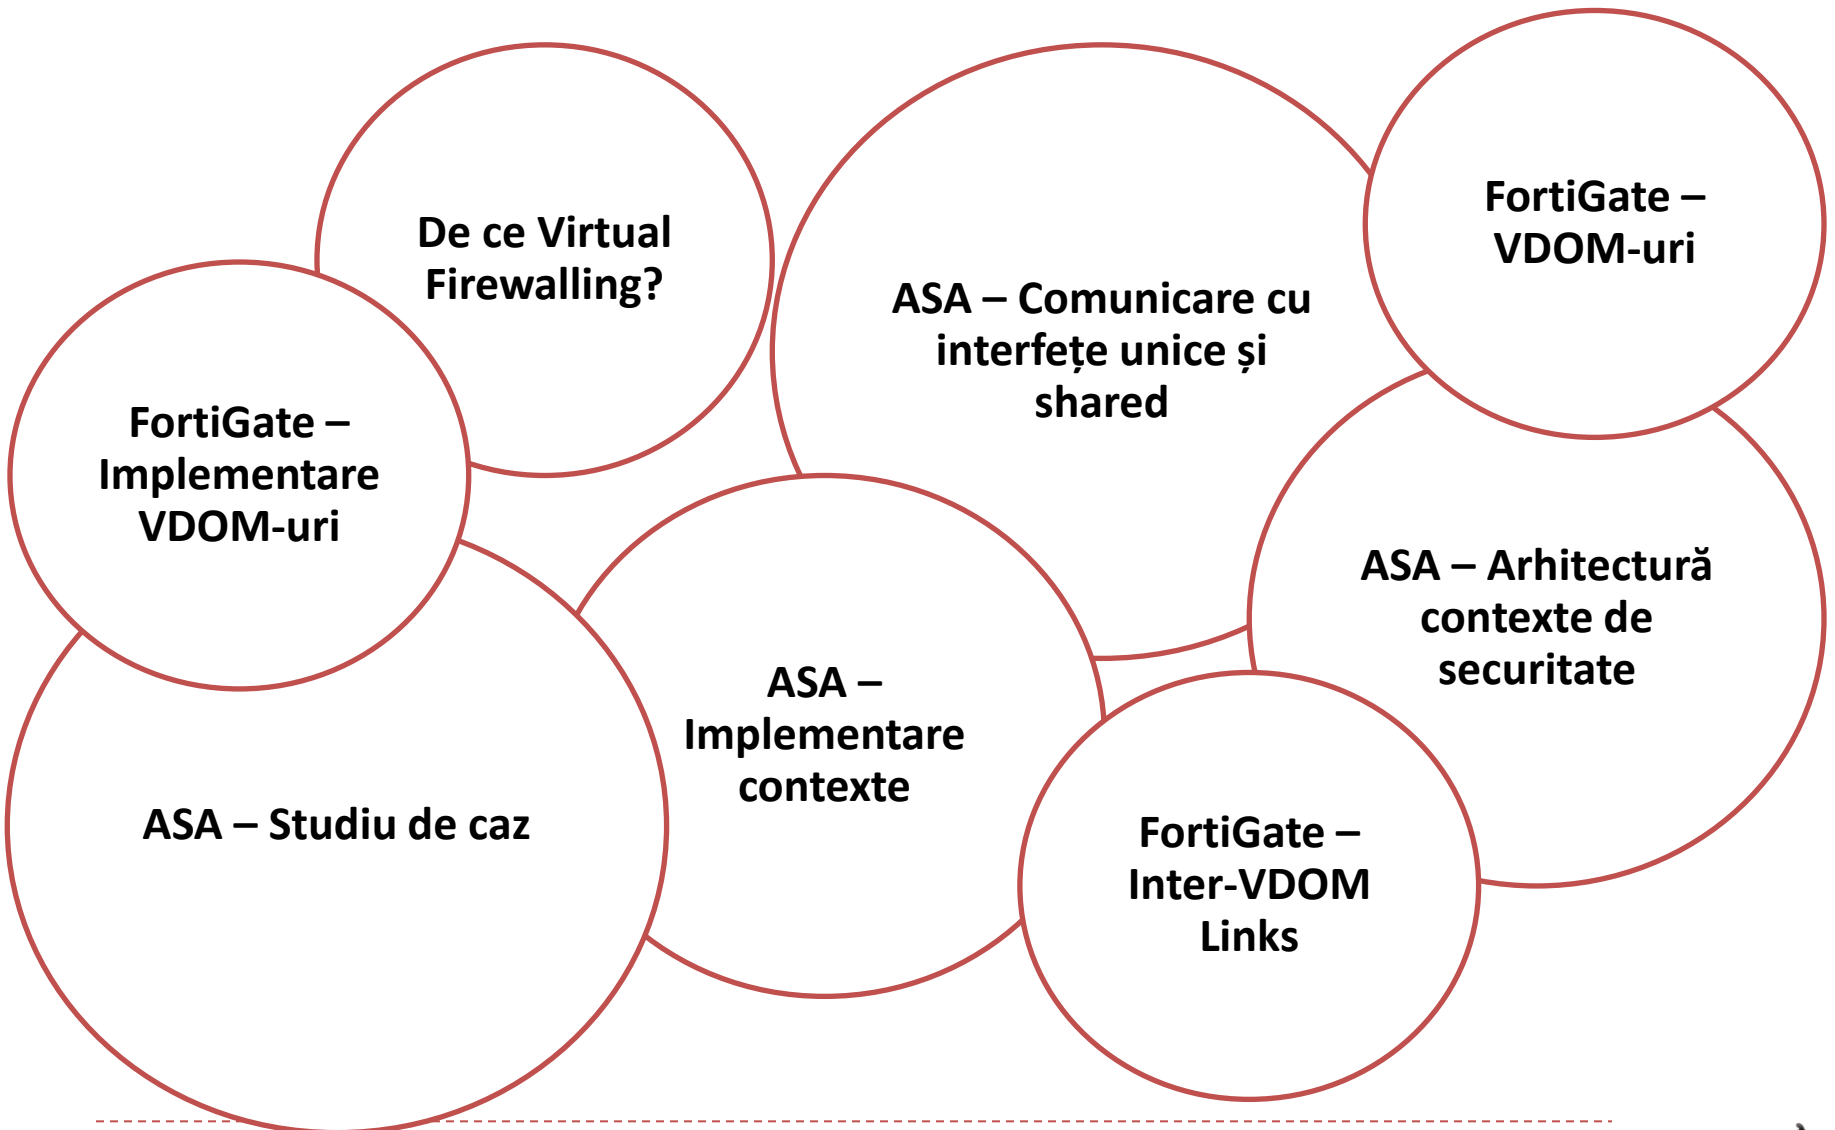 De ce Virtual
Firewalling?
ASA – Comunicare cu
interfețe unice și
shared
FortiGate –
VDOM-uri
FortiGate –
Implementare
VDOM-uri
ASA – Arhitectură
contexte de
securitate
ASA –
Implementare
contexte
ASA – Studiu de caz
FortiGate –
Inter-VDOM
Links